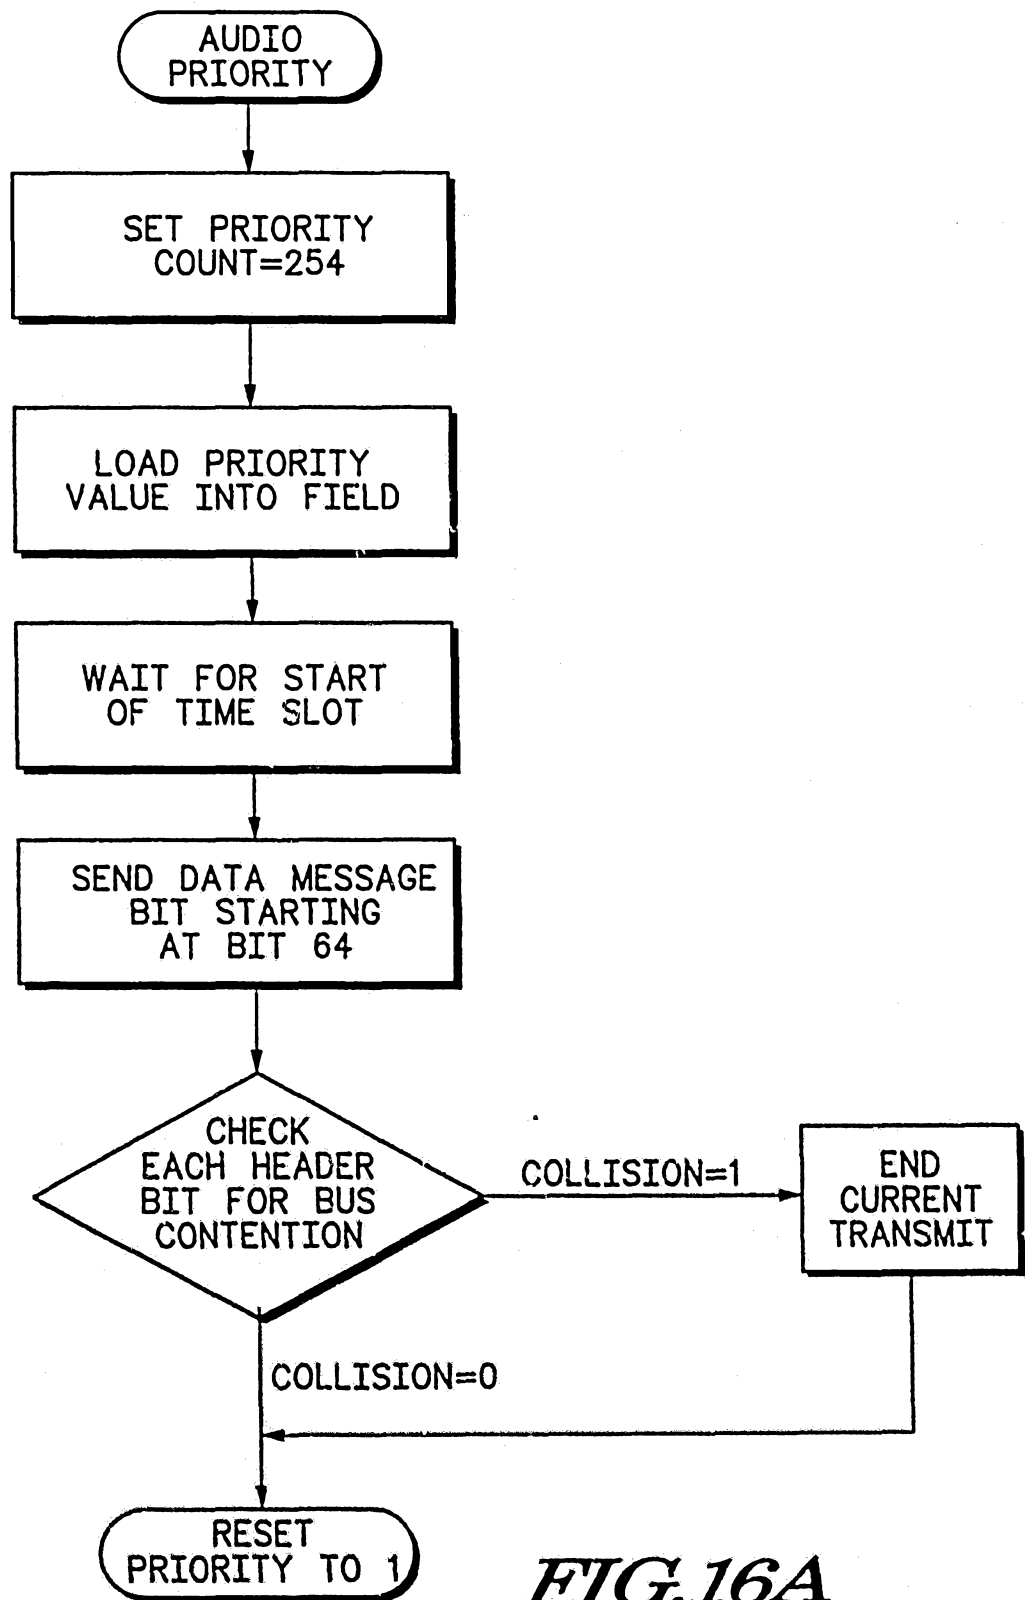 AUDIO
PRIORITY
SET PRIORITY
COUNT=254
LOAD PRIORITY
VALUE INTO FIELD
WAIT FOR START
OF TIME SLOT
SEND DATA MESSAGE
BIT STARTING
AT BIT 64
CHECK
EACH HEADER
BIT FOR BUS
CONTENTION
COLLISION=1
END
CURRENT
TRANSMIT
COLLISION=0
RESET
PRIORITY TO 1
FIG.16A